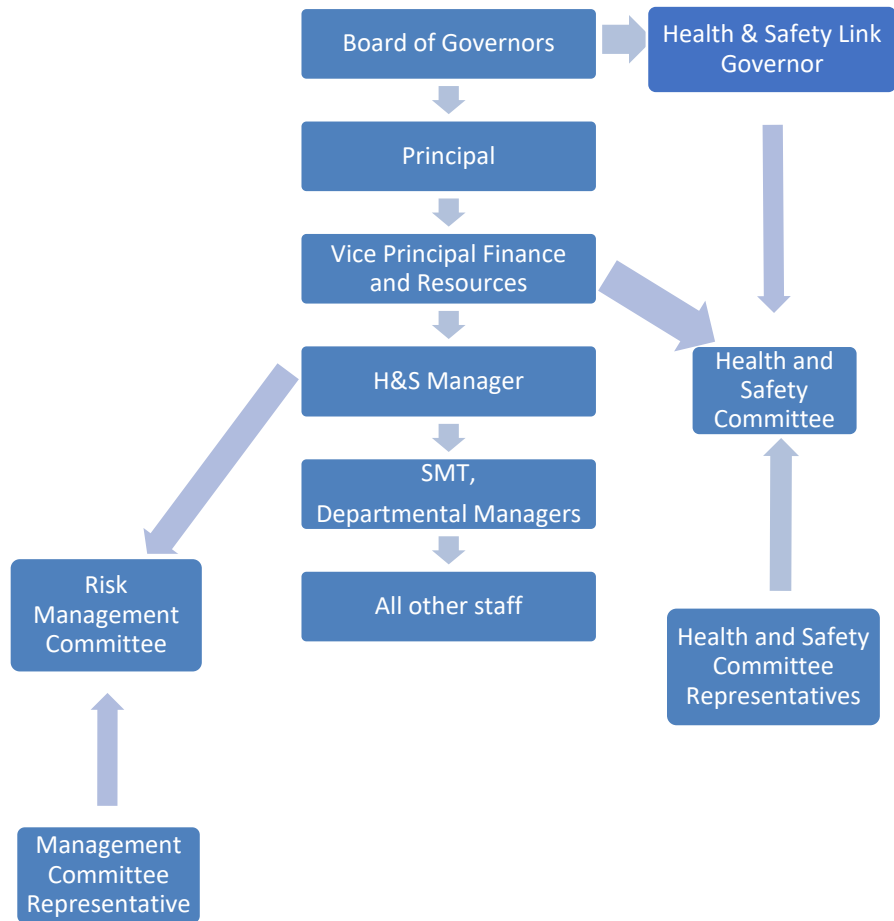 Board of Governors
Health & Safety Link
Governor
Principal
Vice Principal Finance
and Resources
H&S Manager
Health and
Safety
Committee
SMT,
Departmental Managers
Risk
Management
Committee
All other staff
Health and Safety
Committee
Representatives
Management
Committee
Representative